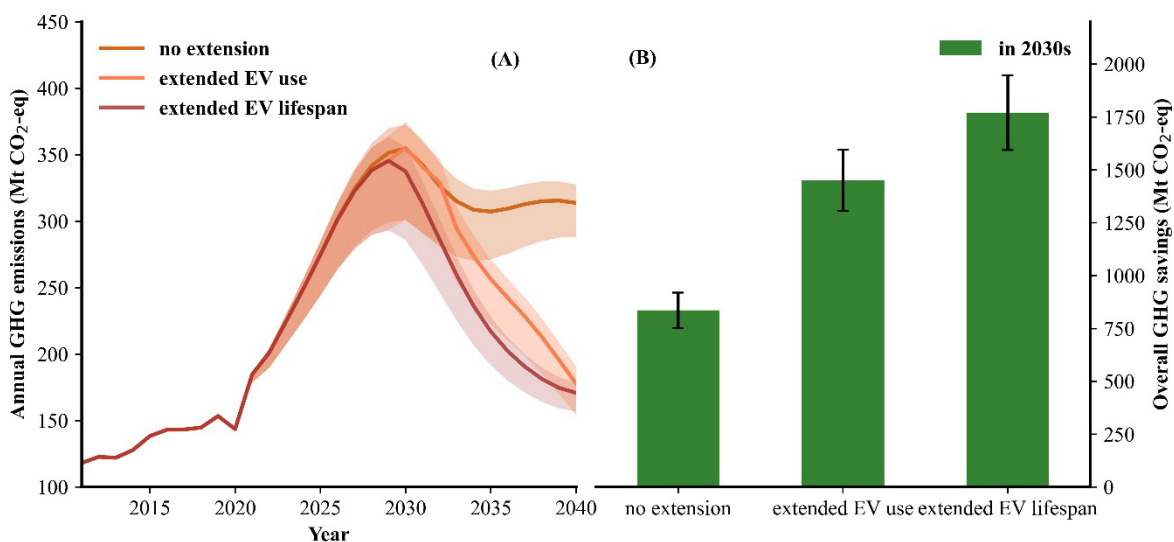 Annual GHG emissions (Mt CO₂-eq)
450
400
350
300
250
200
150
100
no extension
extended EV use
extended EV lifespan
(A)
2015 2020 2025 2030 2035 2040
Year
(B)
in 2030s
no extension extended EV use extended EV lifespan
2000
1750
1500
1250
1000
750
500
250
0
Overall GHG savings (Mt CO₂-eq)